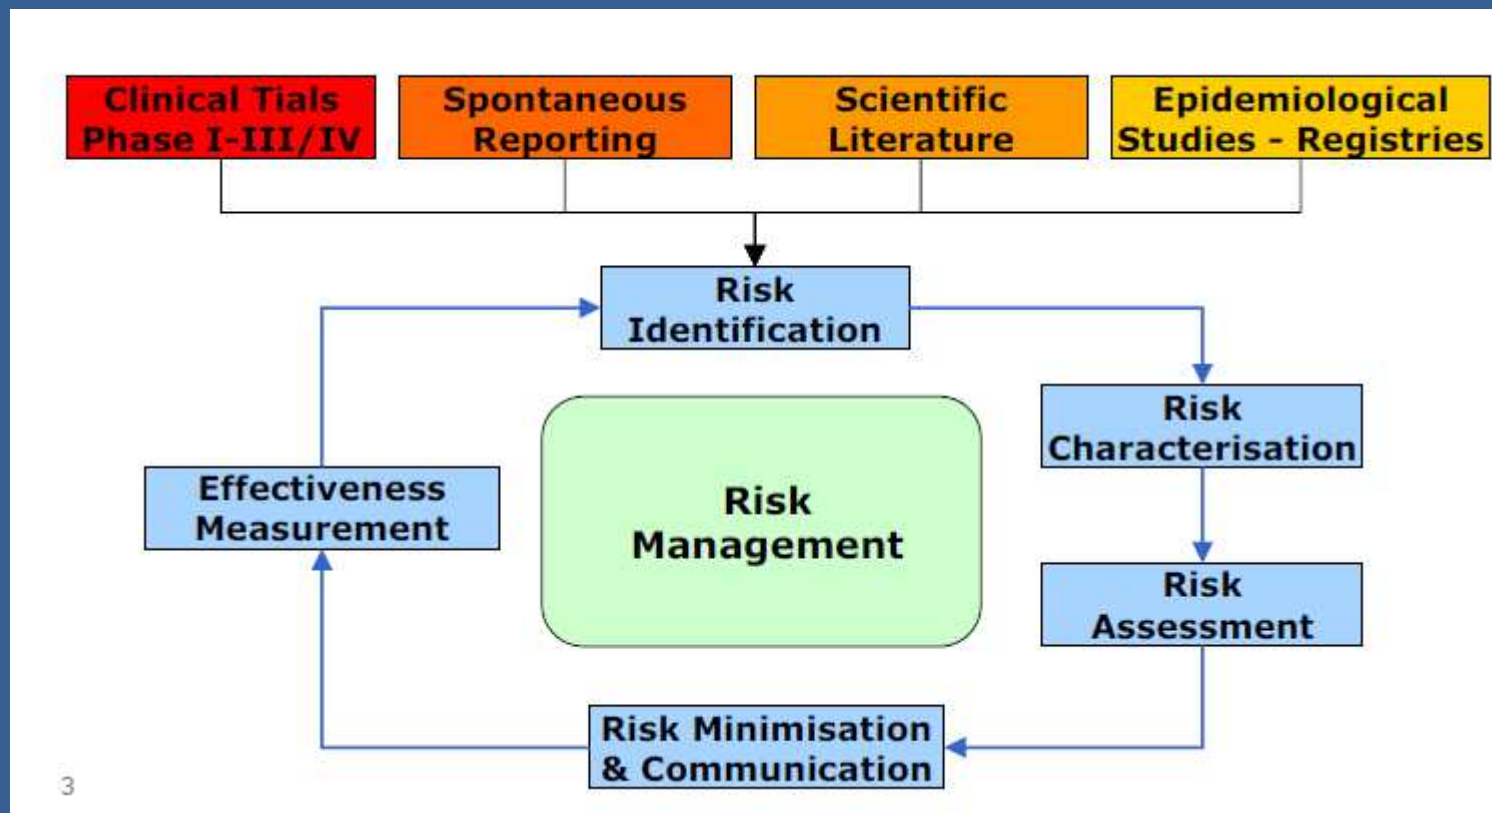 Clinical Tials
Phase I-III/IV
Spontaneous
Reporting
Scientific
Literature
Epidemiological
Studies - Registries
Risk
Identification
Risk
Characterisation
Effectiveness
Measurement
Risk
Management
Risk
Assessment
Risk Minimisation
& Communication
3